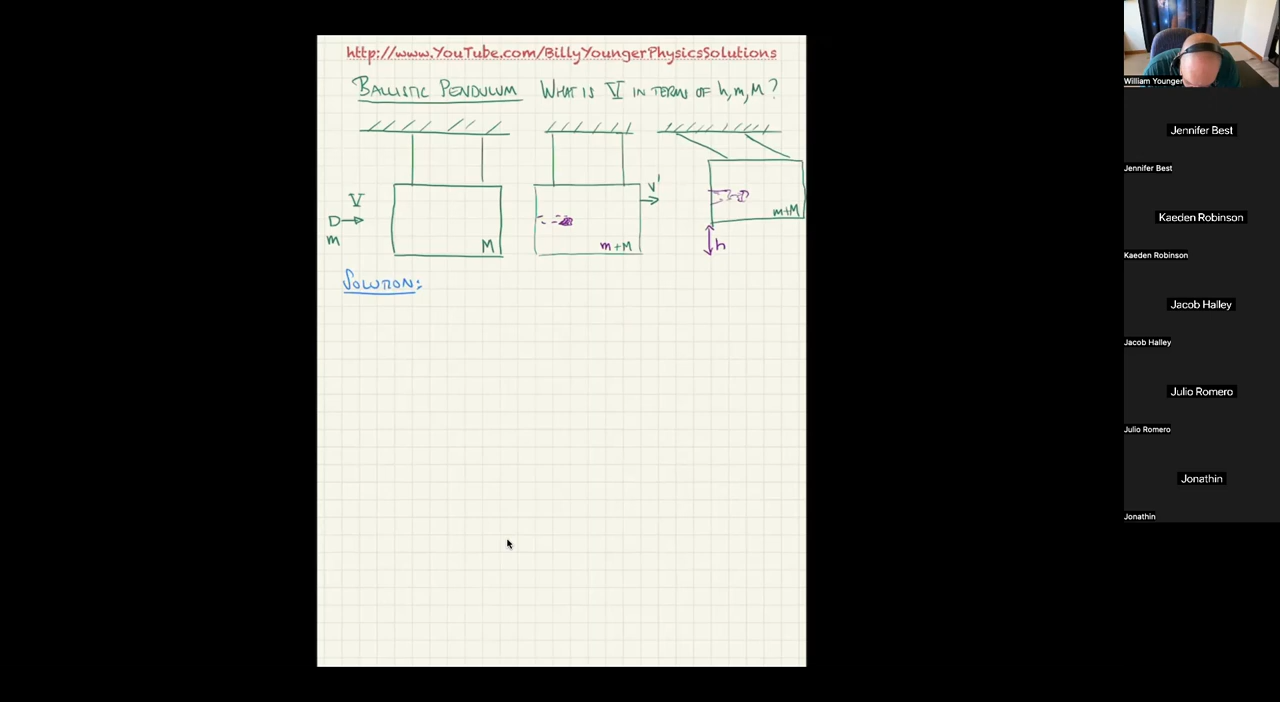 http://www.YouTube.com/BillyYoungerPhysicsSolutions
BALLISTIC PENDULUM WHAT IS V IN TERMS OF h, m, M?
V
m
M
V'
m+M
m+M
h
SOLUTION:
William Younger
Jennifer Best
Jennifer Best
Kaeden Robinson
Kaeden Robinson
Jacob Halley
Jacob Halley
Julio Romero
Julio Romero
Jonathin
Jonathin